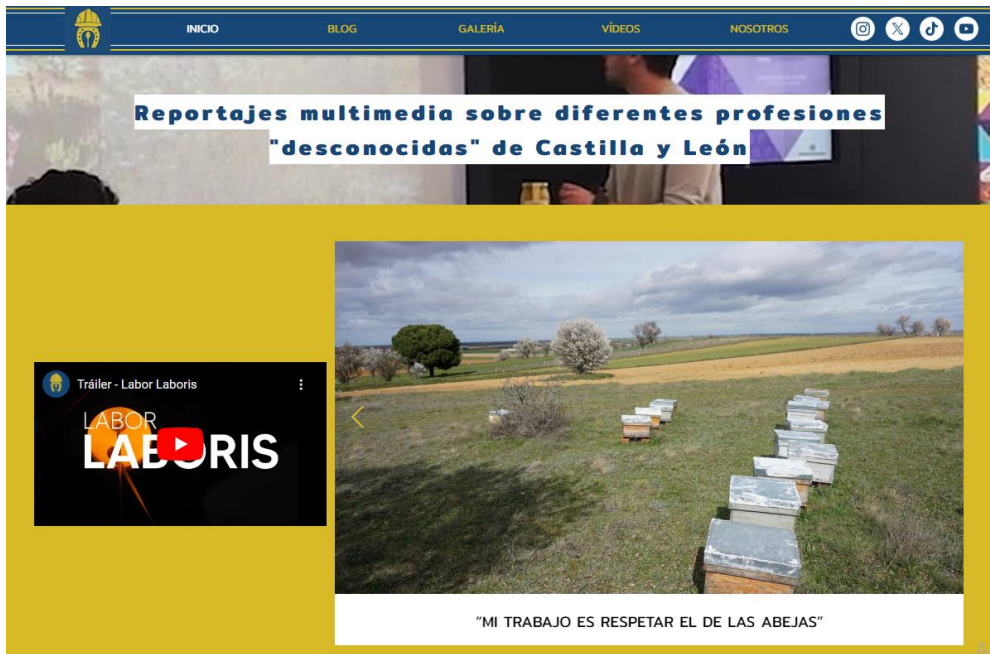 INICIO
BLOG
GALERÍA
VÍDEOS
NOSOTROS
Reportajes multimedia sobre diferentes profesiones
"desconocidas" de Castilla y León
Tráiler - Labor Laboris
LABOR
LABORIS
“MI TRABAJO ES RESPETAR EL DE LAS ABEJAS”